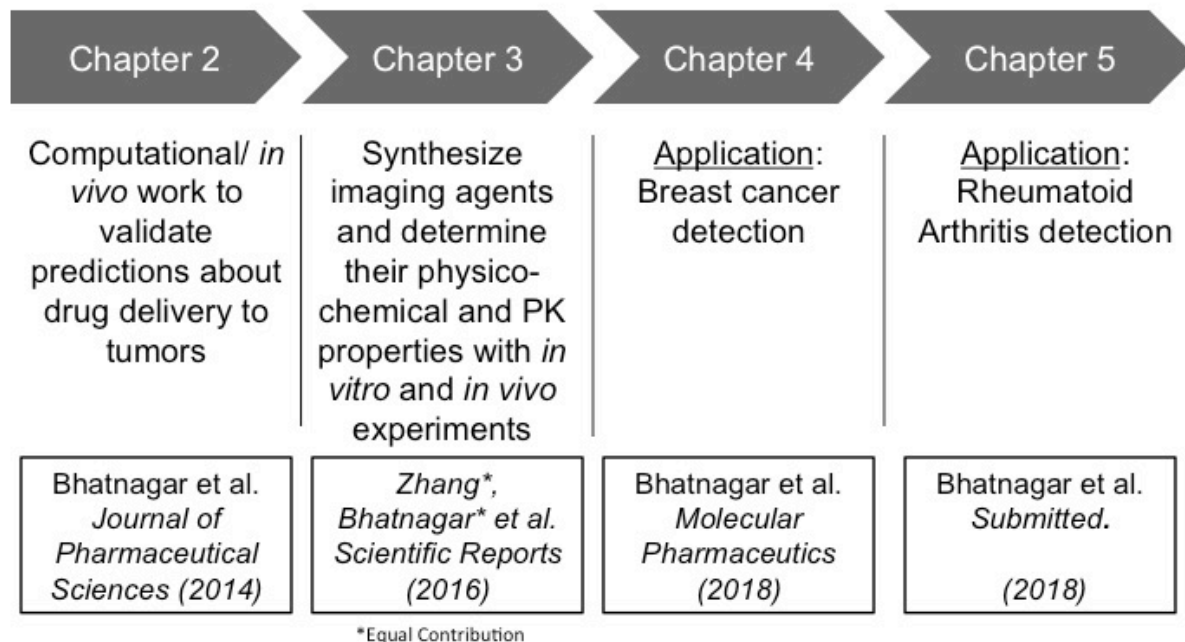 Chapter 2
Chapter 3
Chapter 4
Chapter 5
Computational/ in
vivo work to
validate
predictions about
drug delivery to
tumors
Synthesize
imaging agents
and determine
their physico-
chemical and PK
properties with in
vitro and in vivo
experiments
Application:
Breast cancer
detection
Application:
Rheumatoid
Arthritis detection
Bhatnagar et al.
Journal of
Pharmaceutical
Sciences (2014)
Zhang*,
Bhatnagar* et al.
Scientific Reports
(2016)
Bhatnagar et al.
Molecular
Pharmaceutics
(2018)
Bhatnagar et al.
Submitted.
(2018)
*Equal Contribution